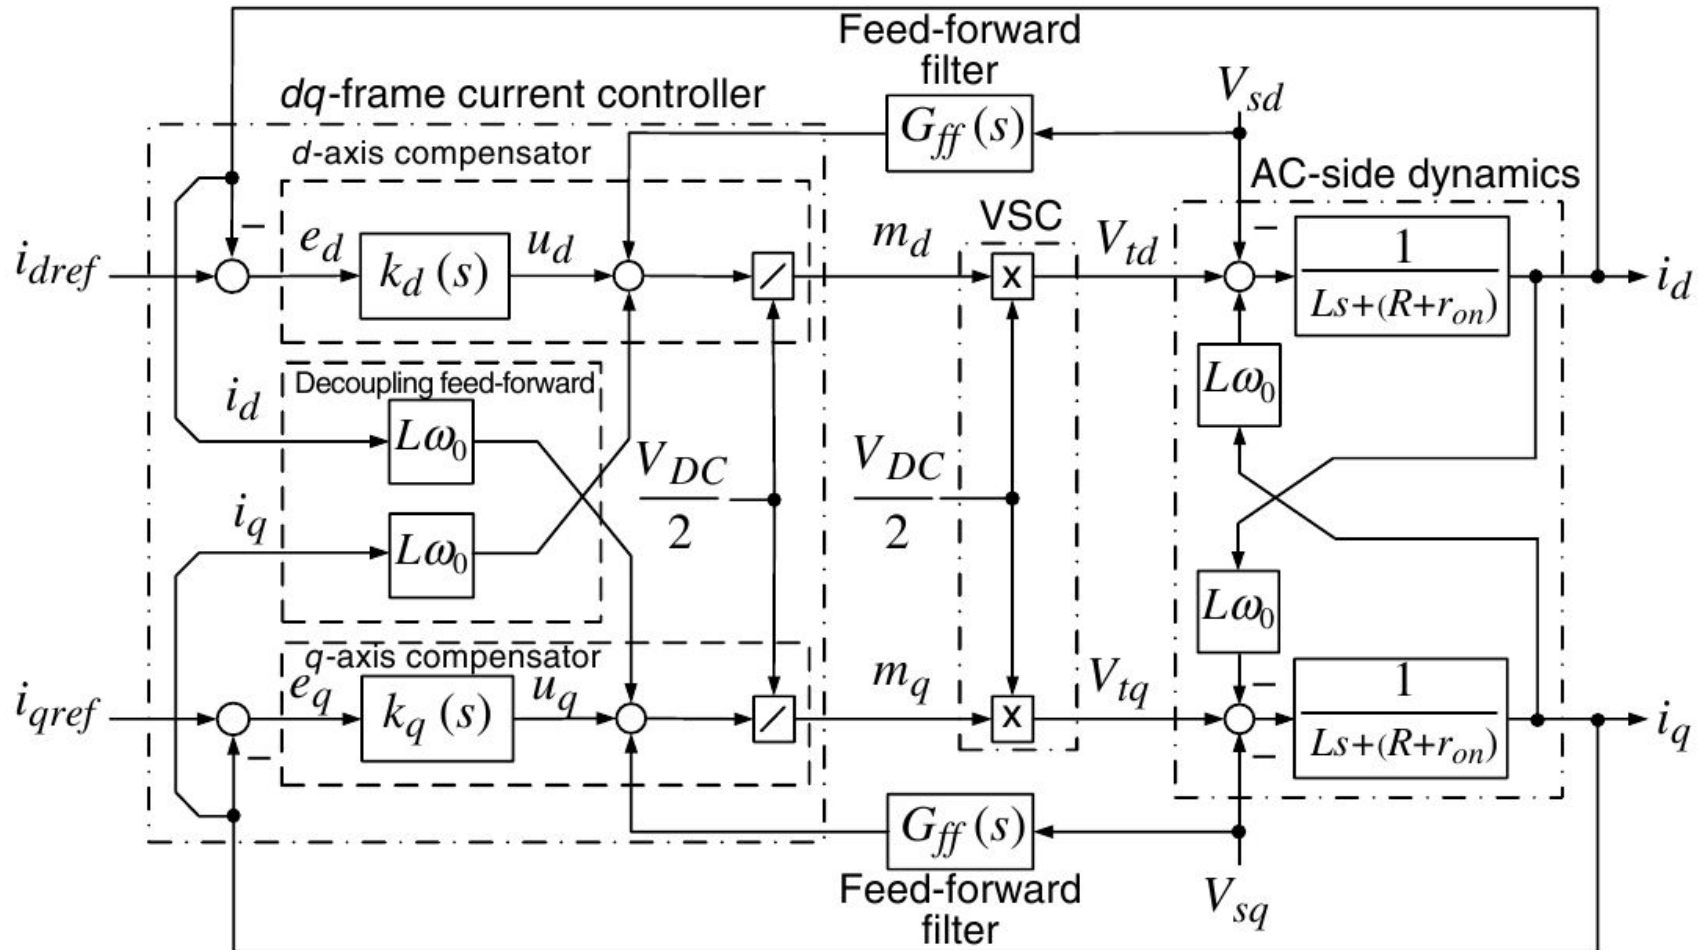 Feed-forward
filter
dq-frame current controller
G_ff (s)
V_sd
d-axis compensator
AC-side dynamics
VSC
−
−
i_dref
e_d
k_d (s)
u_d
m_d
x
V_td
1
Ls+(R+r_on)
i_d
Decoupling feed-forward
i_d
Lω_0
Lω_0
V_DC
2
V_DC
2
i_q
Lω_0
Lω_0
q-axis compensator
i_qref
e_q
k_q (s)
u_q
m_q
x
V_tq
−
1
Ls+(R+r_on)
i_q
−
−
G_ff (s)
Feed-forward
filter
V_sq